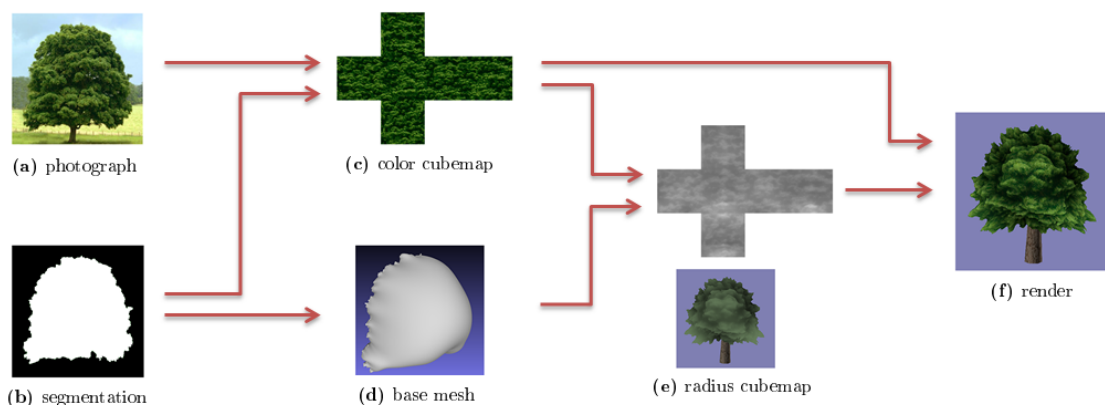 (a) photograph
(c) color cubemap
(b) segmentation
(d) base mesh
(e) radius cubemap
(f) render